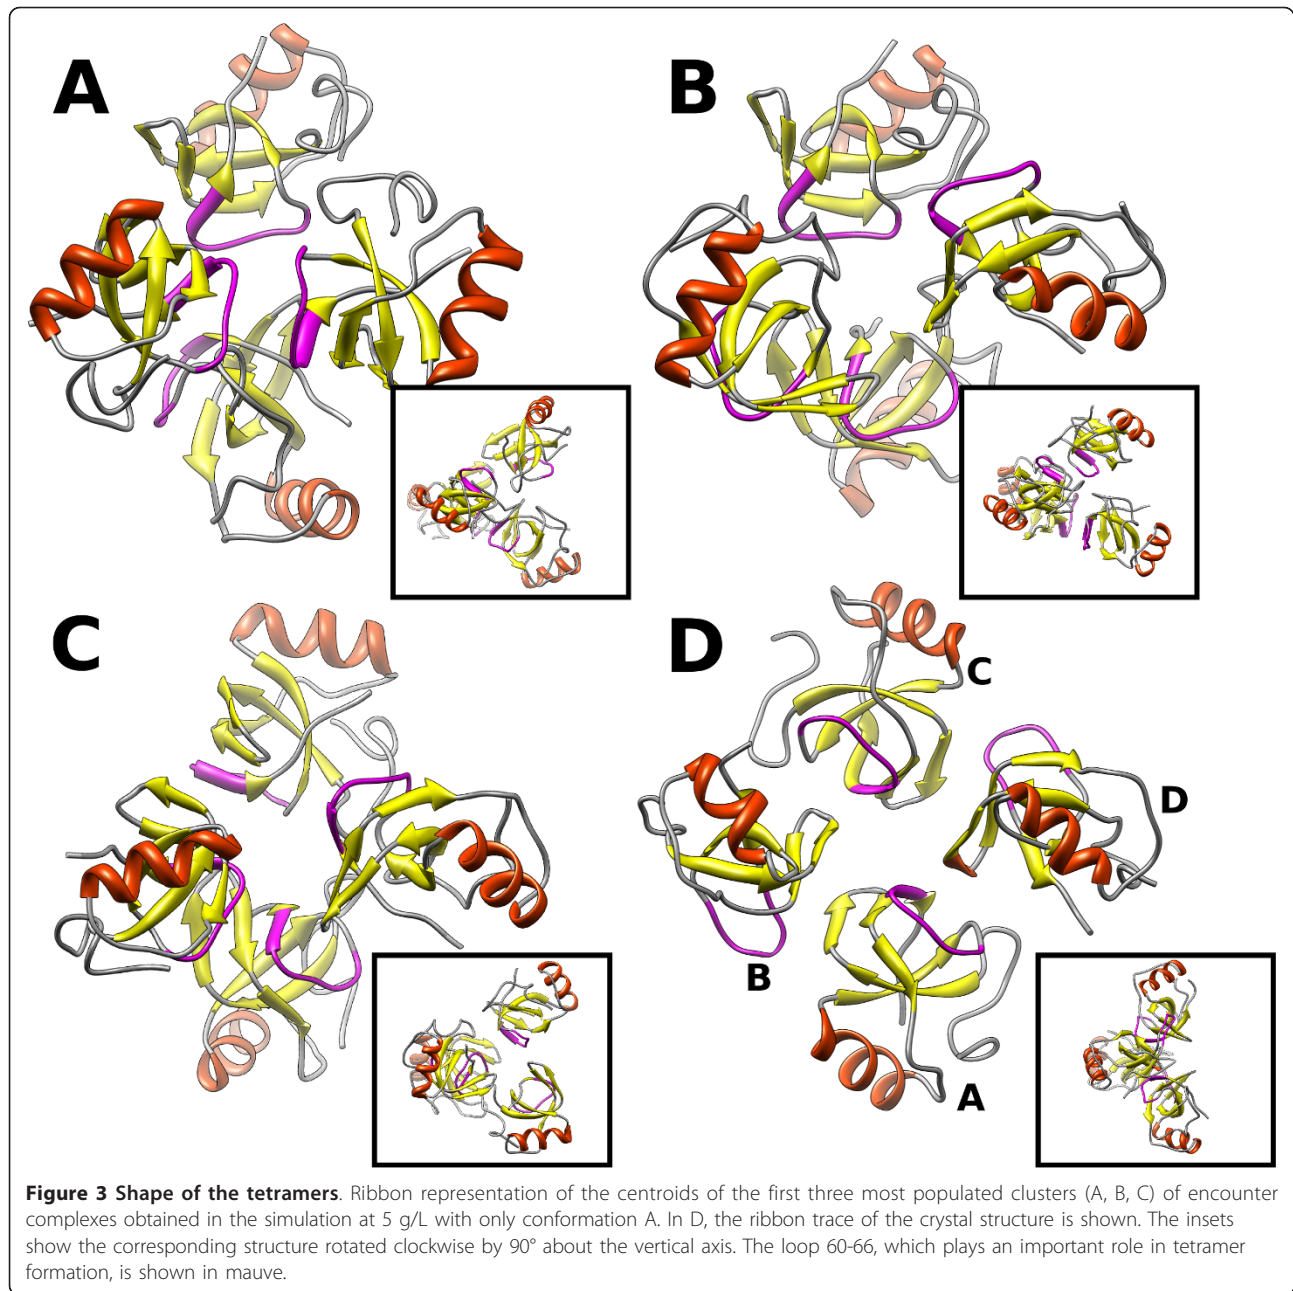 A
B
C
D
C
D
B
A
Figure 3 Shape of the tetramers. Ribbon representation of the centroids of the first three most populated clusters (A, B, C) of encounter
complexes obtained in the simulation at 5 g/L with only conformation A. In D, the ribbon trace of the crystal structure is shown. The insets
show the corresponding structure rotated clockwise by 90° about the vertical axis. The loop 60-66, which plays an important role in tetramer
formation, is shown in mauve.